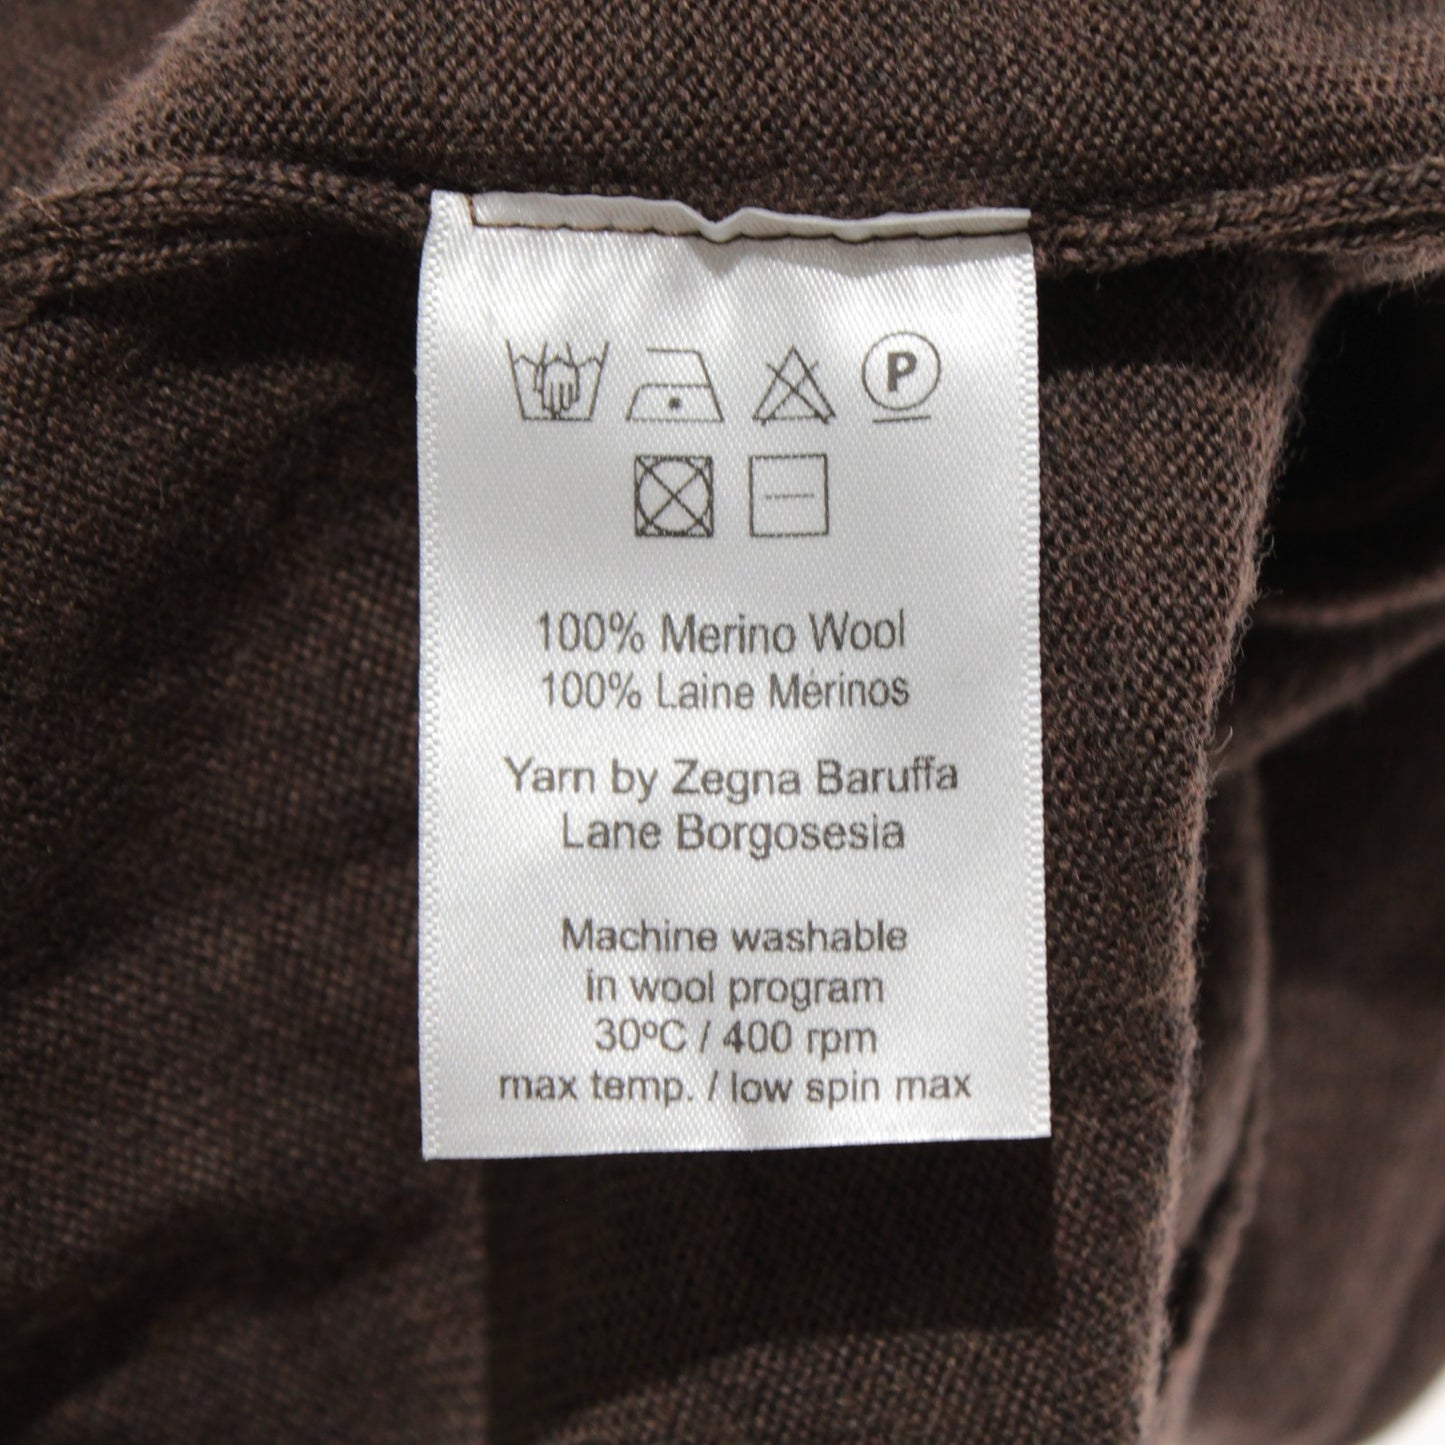 P
100% Merino Wool
100% Laine Mérinos
Yarn by Zegna Baruffa
Lane Borgosesia
Machine washable
in wool program
30ºC / 400 rpm
max temp. / low spin max